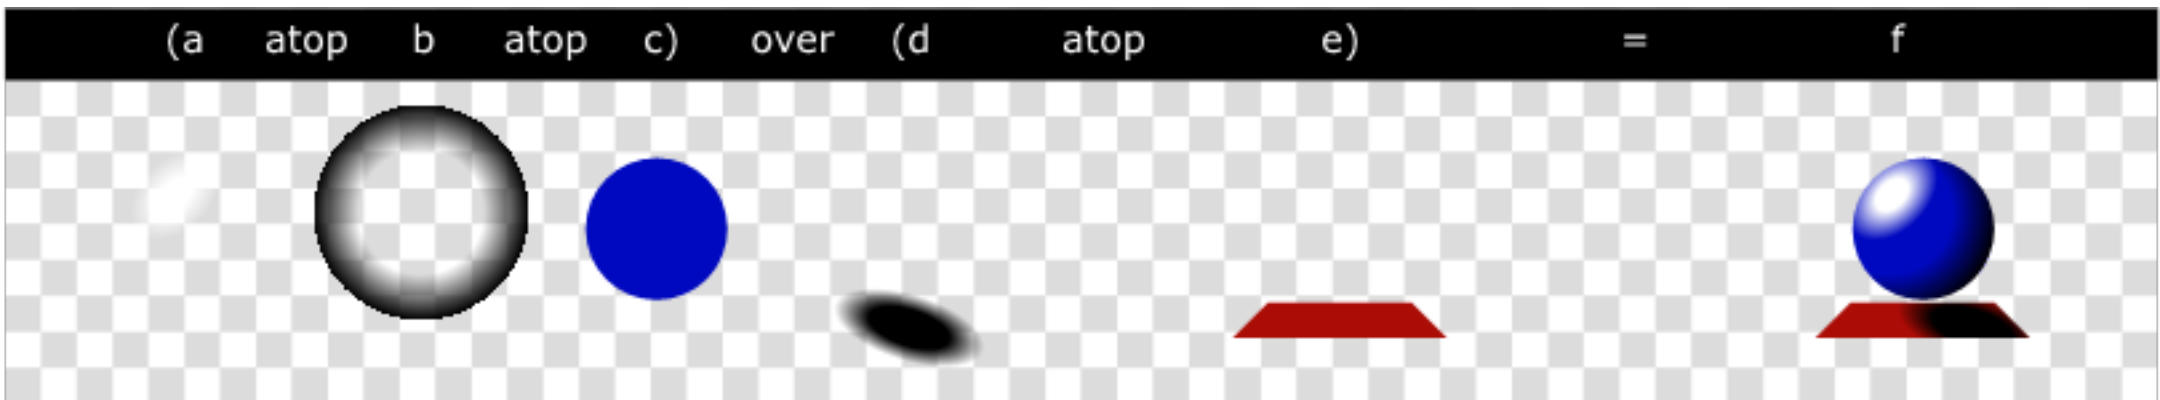 (a atop b atop c) over (d atop e) = f